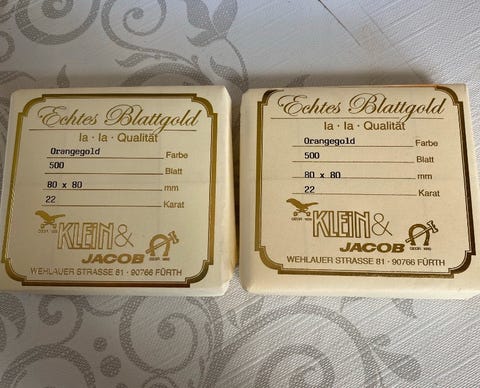 Echtes Blattgold
Ia · Ia · Qualität
Orangegold Farbe
500 Blatt
80 x 80 mm
22 Karat
KLEIN &
JACOB
WEHLAUER STRASSE 81 · 90766 FÜRTH
Echtes Blattgold
Ia · Ia · Qualität
Orangegold Farbe
500 Blatt
80 x 80 mm
22 Karat
KLEIN &
JACOB
WEHLAUER STRASSE 81 · 90766 FÜRTH